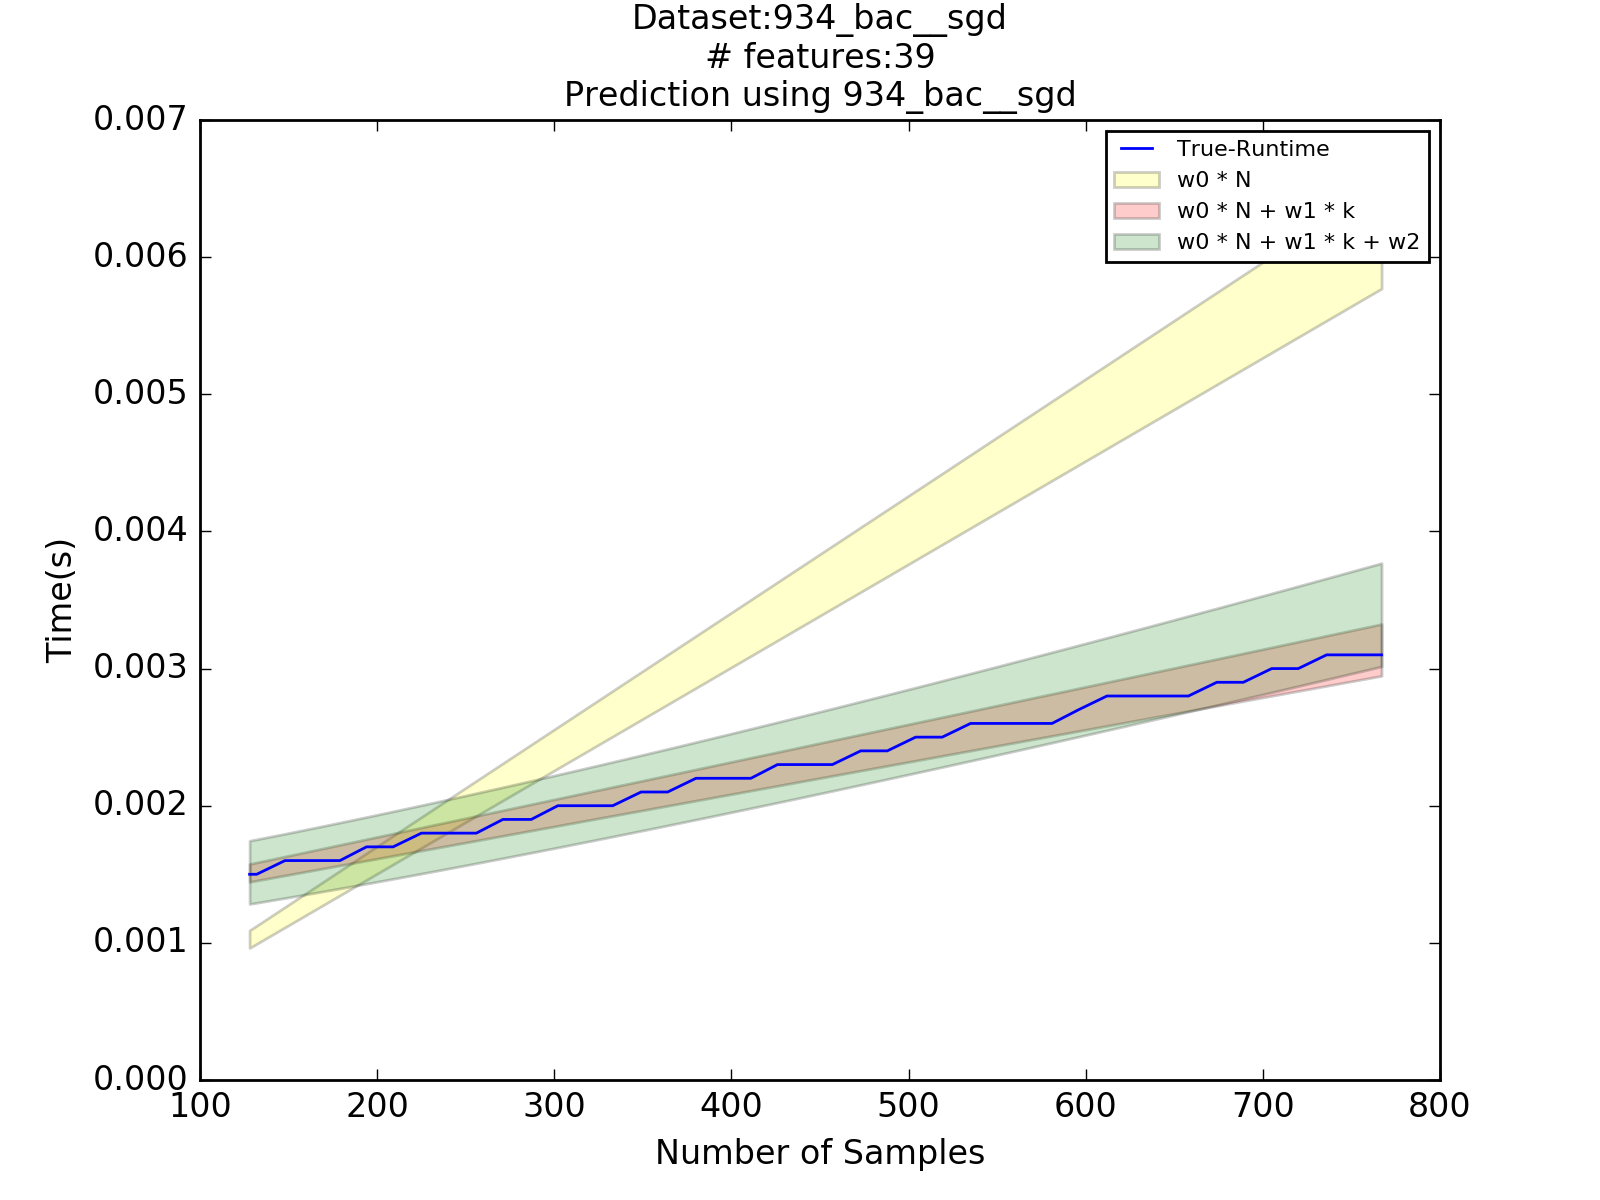 Dataset:934_bac__sgd
# features:39
Prediction using 934_bac__sgd
0.007
0.006
0.005
0.004
0.003
0.002
0.001
0.000
Time(s)
True-Runtime
w0 * N
w0 * N + w1 * k
w0 * N + w1 * k + w2
100 200 300 400 500 600 700 800
Number of Samples